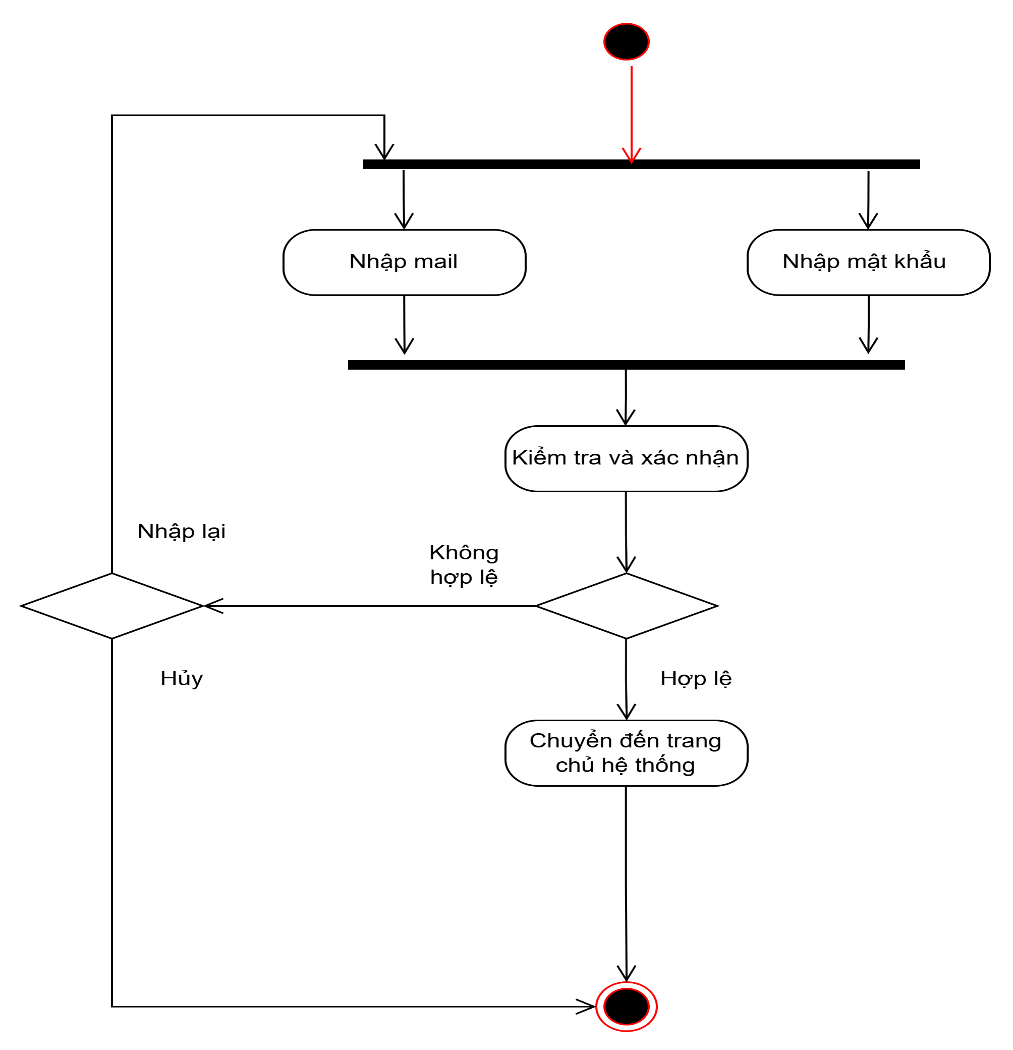 Nhập mail
Nhập mật khẩu
Kiểm tra và xác nhận
Nhập lại
Không
hợp lệ
Hủy
Hợp lệ
Chuyển đến trang
chủ hệ thống